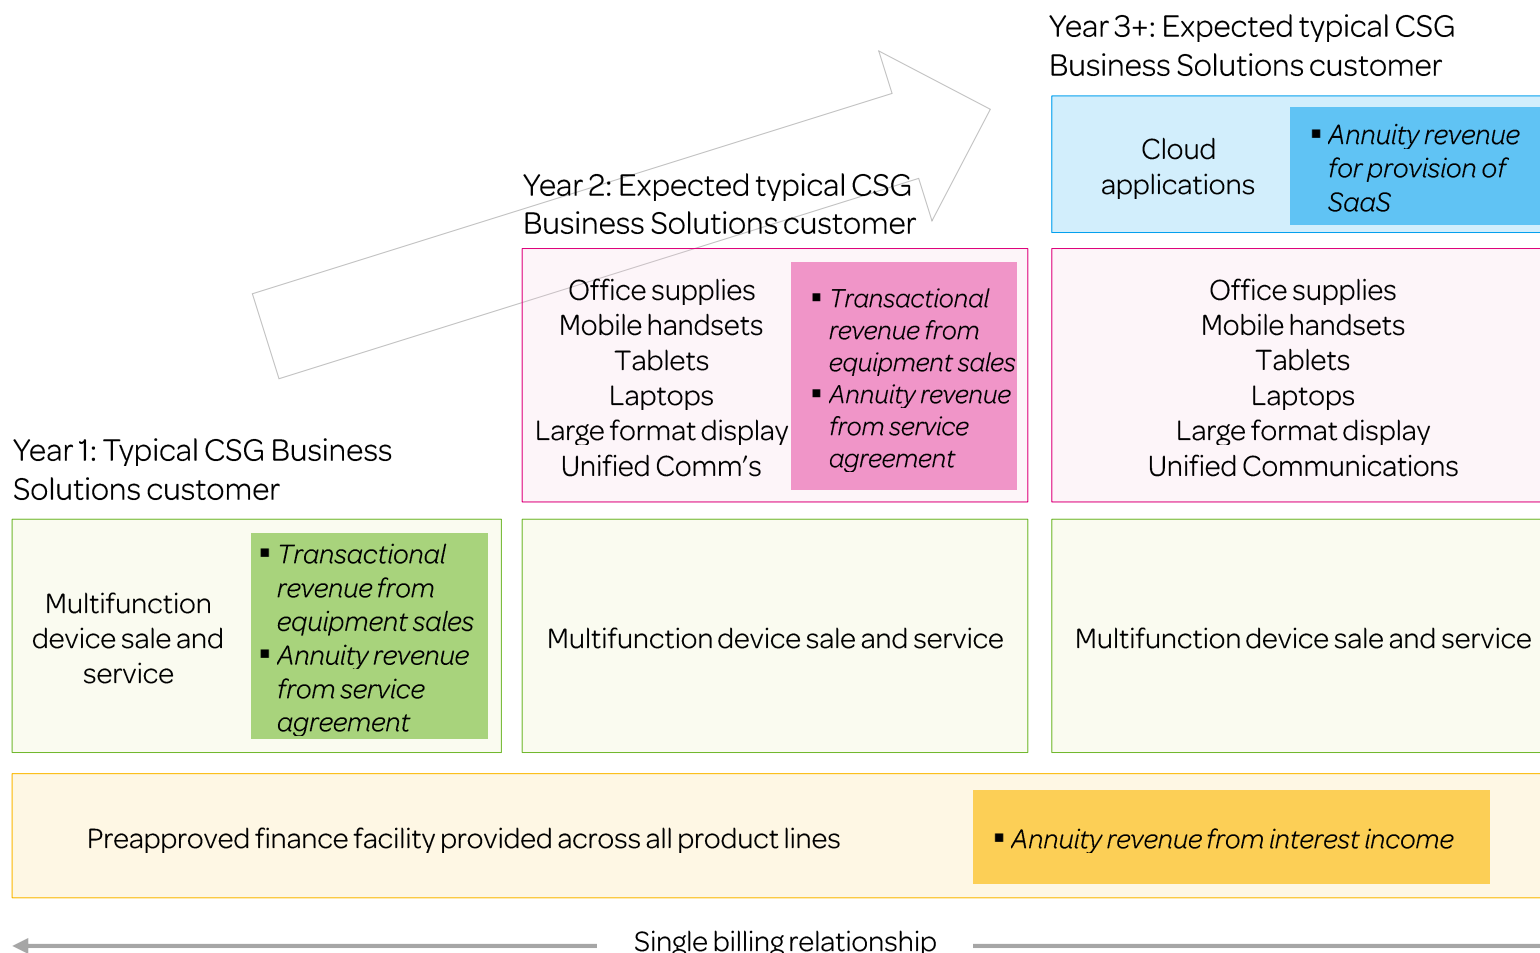 Year 3+: Expected typical CSG
Business Solutions customer
Cloud
applications
▪ Annuity revenue
for provision of
SaaS
Year 2: Expected typical CSG
Business Solutions customer
Office supplies
Mobile handsets
Tablets
Laptops
Large format display
Unified Comm's
▪ Transactional
revenue from
equipment sales
▪ Annuity revenue
from service
agreement
Office supplies
Mobile handsets
Tablets
Laptops
Large format display
Unified Communications
Year 1: Typical CSG Business
Solutions customer
Multifunction
device sale and
service
▪ Transactional
revenue from
equipment sales
▪ Annuity revenue
from service
agreement
Multifunction device sale and service
Multifunction device sale and service
Preapproved finance facility provided across all product lines
▪ Annuity revenue from interest income
Single billing relationship